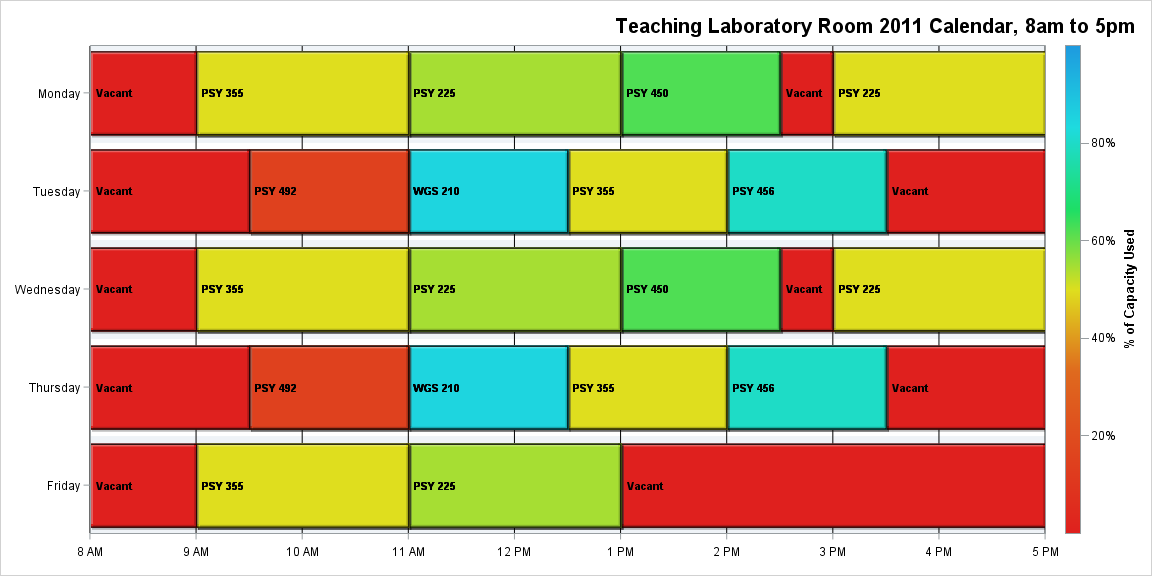 Teaching Laboratory Room 2011 Calendar, 8am to 5pm
Monday
Vacant
PSY 355
PSY 225
PSY 450
Vacant
PSY 225
Tuesday
Vacant
PSY 492
WGS 210
PSY 355
PSY 456
Vacant
Wednesday
Vacant
PSY 355
PSY 225
PSY 450
Vacant
PSY 225
Thursday
Vacant
PSY 492
WGS 210
PSY 355
PSY 456
Vacant
Friday
Vacant
PSY 355
PSY 225
Vacant
8 AM
9 AM
10 AM
11 AM
12 PM
1 PM
2 PM
3 PM
4 PM
5 PM
80%
60%
40%
20%
% of Capacity Used